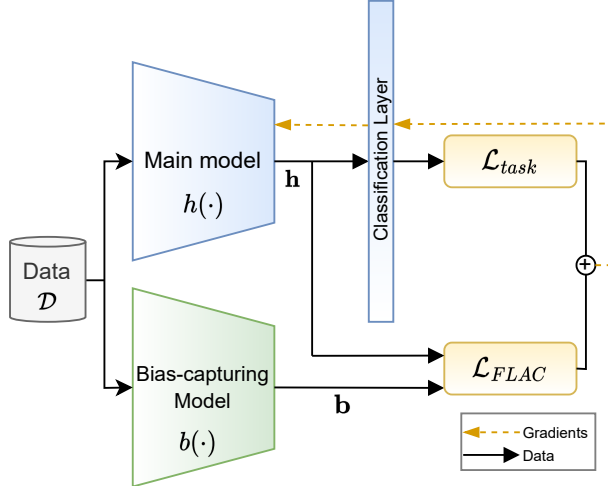 Data
𝒟
Main model
h(·)
h
Classification Layer
ℒ_task
+
Bias-capturing
Model
b(·)
b
ℒ_FLAC
Gradients
Data